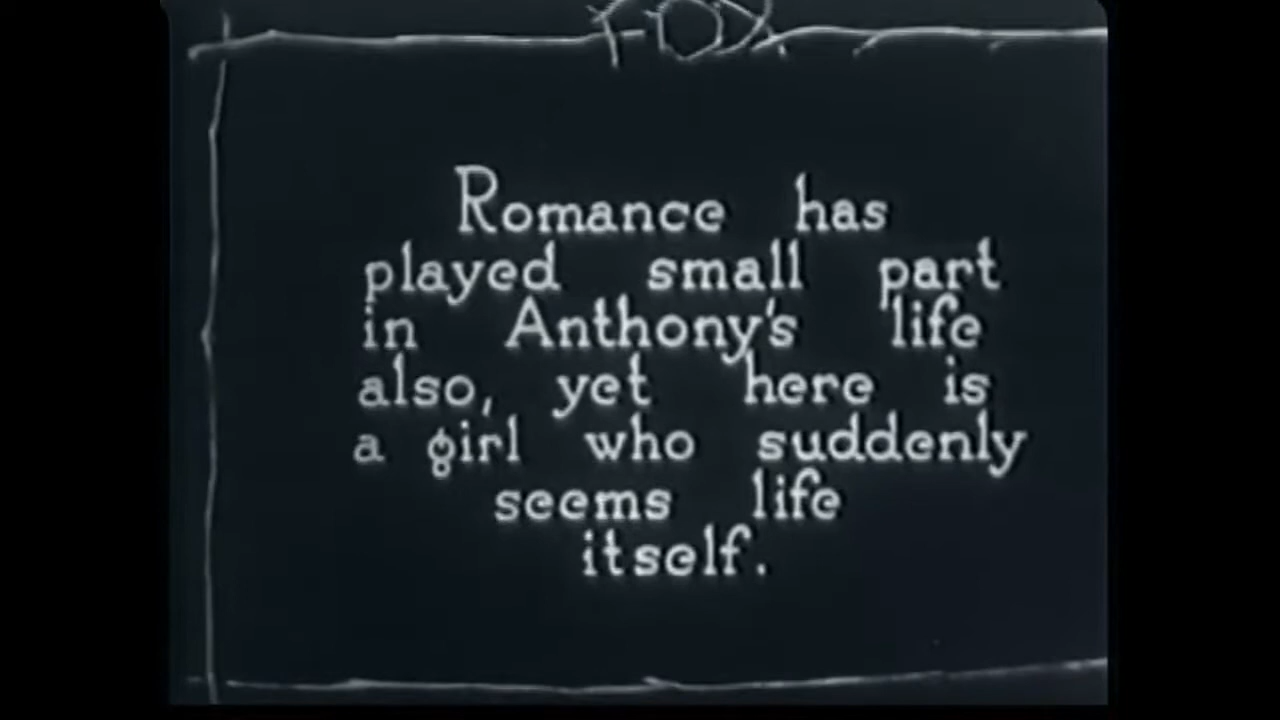 FOX
Romance has
played small part
in Anthony's life
also, yet here is
a girl who suddenly
seems life
itself.